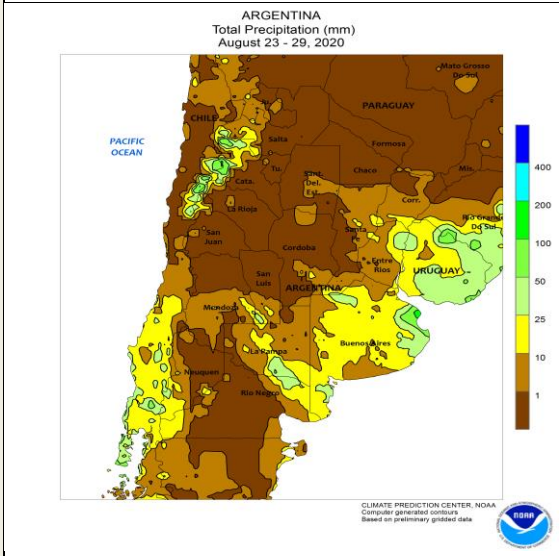 ARGENTINA
Total Precipitation (mm)
August 23 - 29, 2020
Mato Grosso
Do Sul
PARAGUAY
CHILE
PACIFIC
OCEAN
Salta
Formosa
Tu.
Chaco
Mis.
Sant.
Del.
Est.
Cata.
La Rioja
Corr.
Rio Grande
Do Sul
San
Juan
Santa
Fe
Cordoba
Entre
Rios
URUGUAY
San
Luis
ARGENTINA
Mendoza
Buenos Aires
La Pampa
Neuquen
Rio Negro
400
200
100
50
25
10
1
CLIMATE PREDICTION CENTER, NOAA
Computer generated contours
Based on preliminary gridded data
NOAA